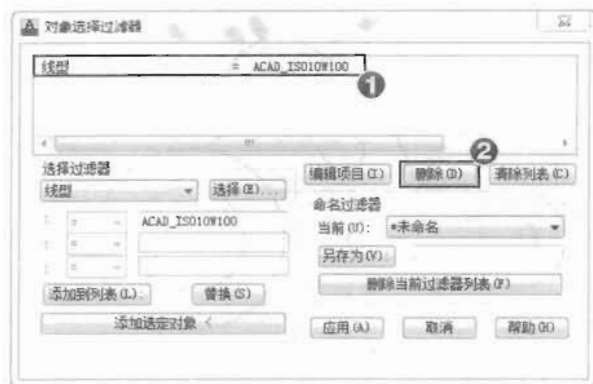 对象选择过滤器
线型 = ACAD_ISO10W100
1
2
选择过滤器
线型 选择(E)...
编辑项目(I) 删除(D) 清除列表(C)
命名过滤器
= ACAD_ISO10W100
当前(U): *未命名
=
另存为(V):
=
删除当前过滤器列表(F)
添加到列表(L): 替换(S)
添加选定对象 <
应用(A) 取消 帮助(H)